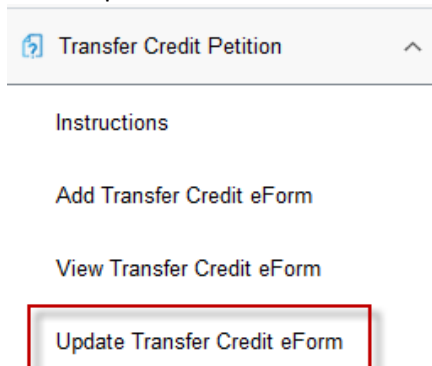 Transfer Credit Petition
Instructions
Add Transfer Credit eForm
View Transfer Credit eForm
Update Transfer Credit eForm